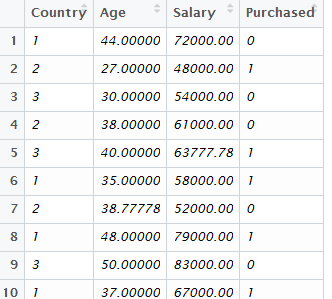 Country Age Salary Purchased
1 1 44.00000 72000.00 0
2 2 27.00000 48000.00 1
3 3 30.00000 54000.00 0
4 2 38.00000 61000.00 0
5 3 40.00000 63777.78 1
6 1 35.00000 58000.00 1
7 2 38.77778 52000.00 0
8 1 48.00000 79000.00 1
9 3 50.00000 83000.00 0
10 1 37.00000 67000.00 1